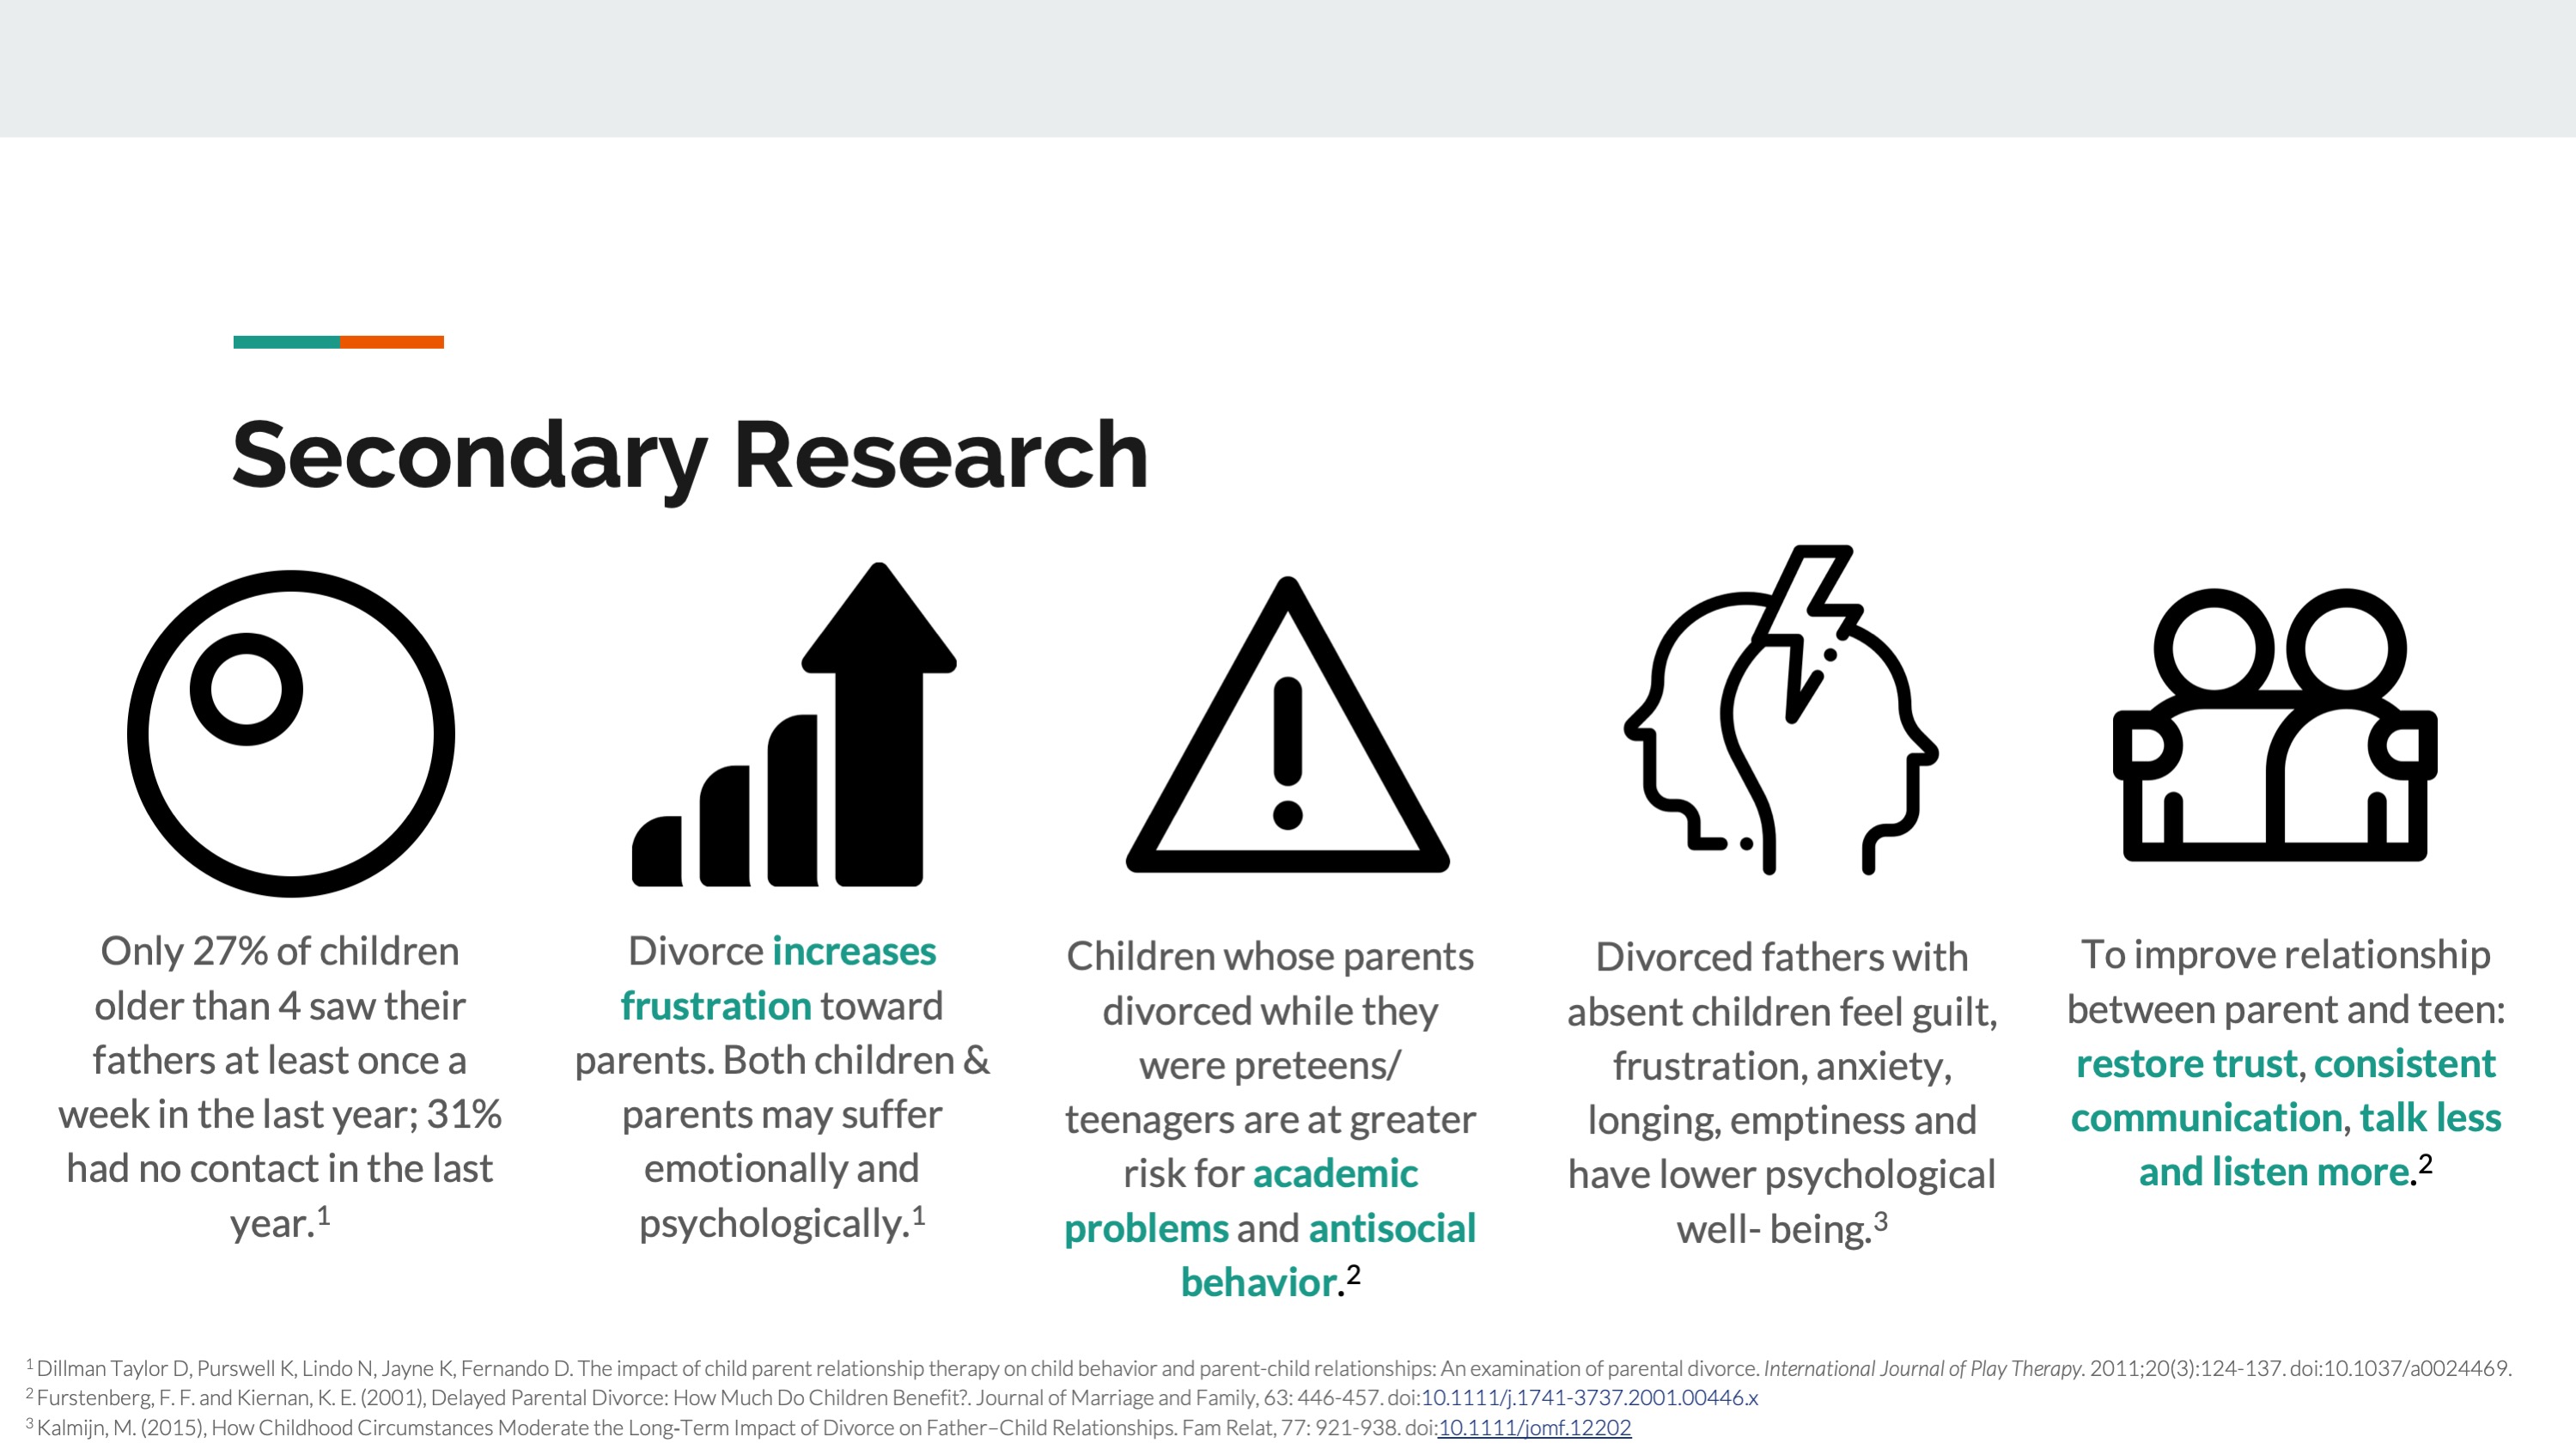 Secondary Research
Only 27% of children
older than 4 saw their
fathers at least once a
week in the last year; 31%
had no contact in the last
year.¹
Divorce increases
frustration toward
parents. Both children &
parents may suffer
emotionally and
psychologically.¹
Children whose parents
divorced while they
were preteens/
teenagers are at greater
risk for academic
problems and antisocial
behavior.²
Divorced fathers with
absent children feel guilt,
frustration, anxiety,
longing, emptiness and
have lower psychological
well- being.³
To improve relationship
between parent and teen:
restore trust, consistent
communication, talk less
and listen more.²
¹ Dillman Taylor D, Purswell K, Lindo N, Jayne K, Fernando D. The impact of child parent relationship therapy on child behavior and parent-child relationships: An examination of parental divorce. International Journal of Play Therapy. 2011;20(3):124-137. doi:10.1037/a0024469.
² Furstenberg, F. F. and Kiernan, K. E. (2001), Delayed Parental Divorce: How Much Do Children Benefit?. Journal of Marriage and Family, 63: 446-457. doi:10.1111/j.1741-3737.2001.00446.x
³ Kalmijn, M. (2015), How Childhood Circumstances Moderate the Long‐Term Impact of Divorce on Father–Child Relationships. Fam Relat, 77: 921-938. doi:10.1111/jomf.12202